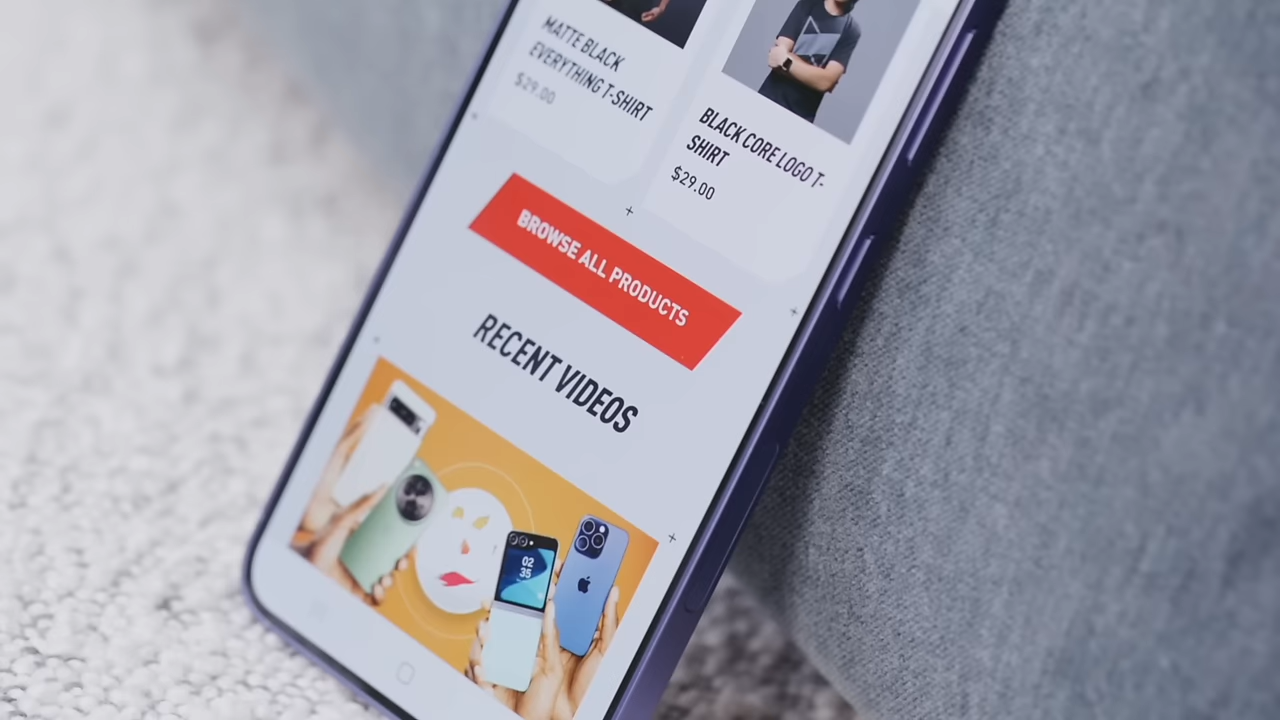 MATTE BLACK
EVERYTHING T-SHIRT
$29.00
BLACK CORE LOGO T-
SHIRT
$29.00
BROWSE ALL PRODUCTS
RECENT VIDEOS
02
35